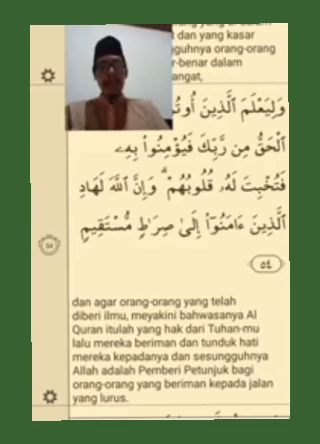 t dan yang kasar
gguhnya orang-orang
r-benar dalam
angat,
وَلِيَعْلَمَ ٱلَّذِينَ أُوتُ
ٱلْحَقُّ مِن رَّبِّكَ فَيُؤْمِنُوا۟ بِهِۦ
فَتُخْبِتَ لَهُۥ قُلُوبُهُمْ ۗ وَإِنَّ ٱللَّهَ لَهَادِ
ٱلَّذِينَ ءَامَنُوٓا۟ إِلَىٰ صِرَٰطٍ مُّسْتَقِيمٍ
٥٤
54
dan agar orang-orang yang telah
diberi ilmu, meyakini bahwasanya Al
Quran itulah yang hak dari Tuhan-mu
lalu mereka beriman dan tunduk hati
mereka kepadanya dan sesungguhnya
Allah adalah Pemberi Petunjuk bagi
orang-orang yang beriman kepada jalan
yang lurus.